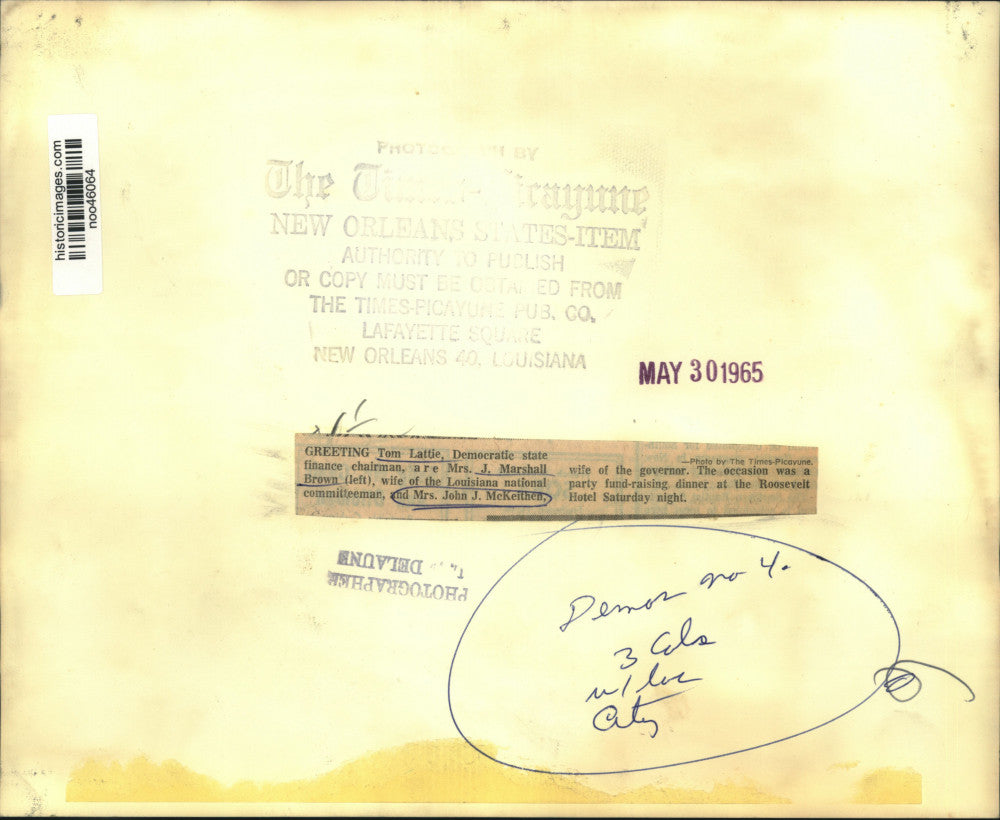 historicimages.com
noo46064
PHOTOGRAPH BY
The Times-Picayune
NEW ORLEANS STATES-ITEM
AUTHORITY TO PUBLISH
OR COPY MUST BE OBTAINED FROM
THE TIMES-PICAYUNE PUB. CO.
LAFAYETTE SQUARE
NEW ORLEANS 40, LOUISIANA
MAY 30 1965
GREETING Tom Lattie, Democratic state
finance chairman, are Mrs. J. Marshall
Brown (left), wife of the Louisiana national
committeeman, and Mrs. John J. McKeithen,
—Photo by The Times-Picayune.
wife of the governor. The occasion was a
party fund-raising dinner at the Roosevelt
Hotel Saturday night.
PHOTOGRAPHER
DELAUNE
no 4.
3 Cols
City